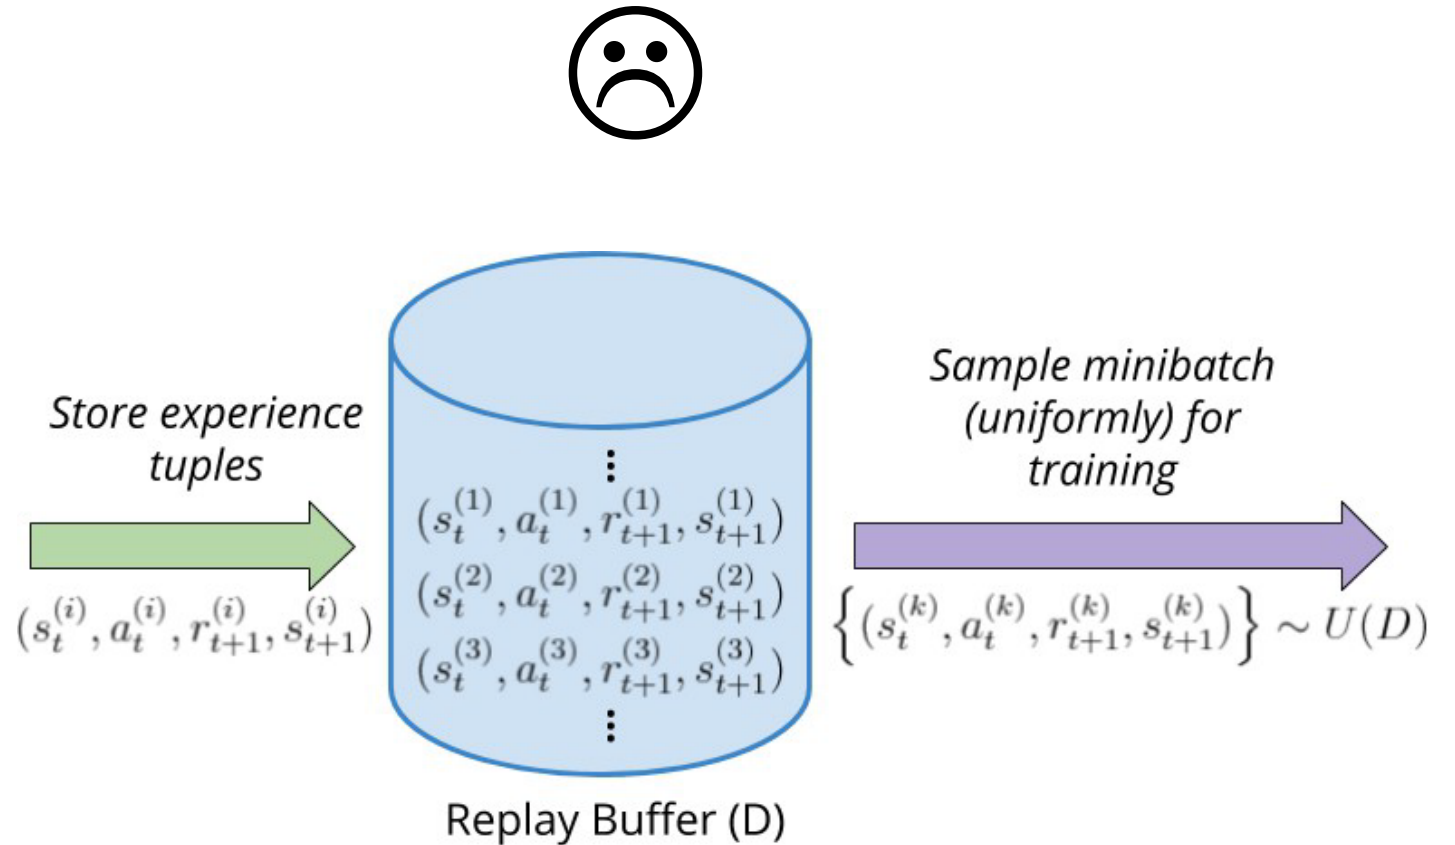 Store experience
tuples
(s_t^{(i)}, a_t^{(i)}, r_{t+1}^{(i)}, s_{t+1}^{(i)})
⋮
(s_t^{(1)}, a_t^{(1)}, r_{t+1}^{(1)}, s_{t+1}^{(1)})
(s_t^{(2)}, a_t^{(2)}, r_{t+1}^{(2)}, s_{t+1}^{(2)})
(s_t^{(3)}, a_t^{(3)}, r_{t+1}^{(3)}, s_{t+1}^{(3)})
⋮
Replay Buffer (D)
Sample minibatch
(uniformly) for
training
{(s_t^{(k)}, a_t^{(k)}, r_{t+1}^{(k)}, s_{t+1}^{(k)})} ∼ U(D)